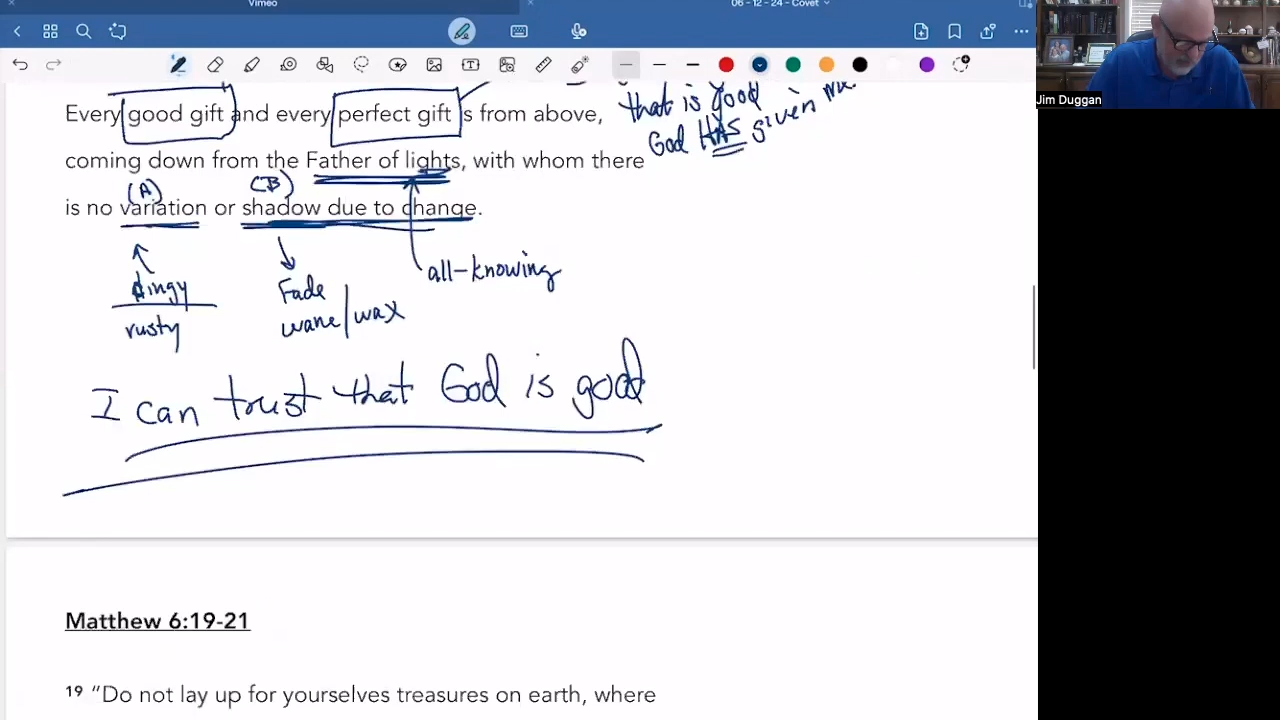 Vimeo
06 - 12 - 24 - Covet
Jim Duggan
that is good
God HAS given me.
Every good gift and every perfect gift is from above,
coming down from the Father of lights, with whom there
(A) (B)
is no variation or shadow due to change.
all-knowing
dingy
rusty
Fade
wane/wax
I can trust that God is good
Matthew 6:19-21
19 “Do not lay up for yourselves treasures on earth, where